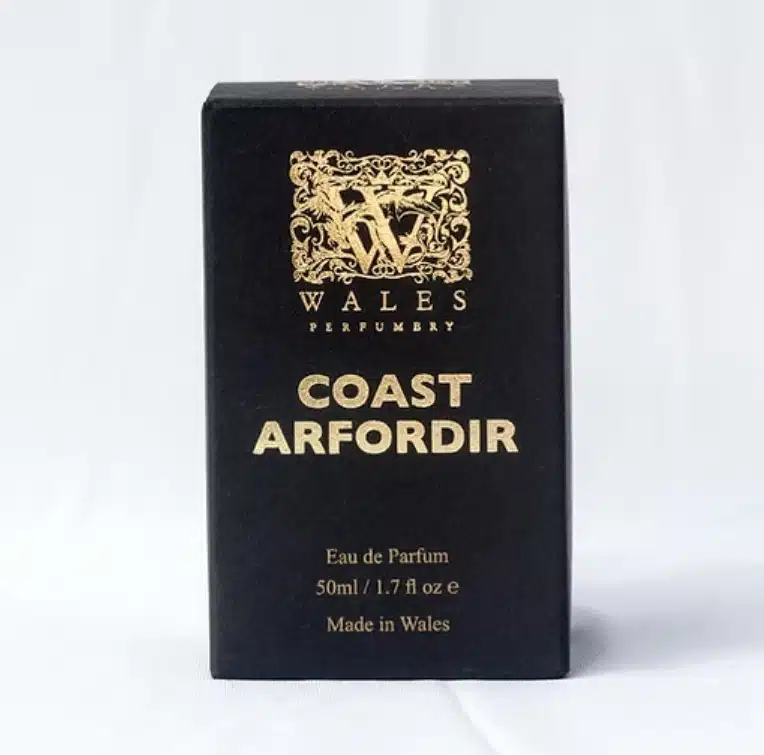 WALES
PERFUMERY
COAST
ARFORDIR
Eau de Parfum
50ml / 1.7 fl oz ℮
Made in Wales